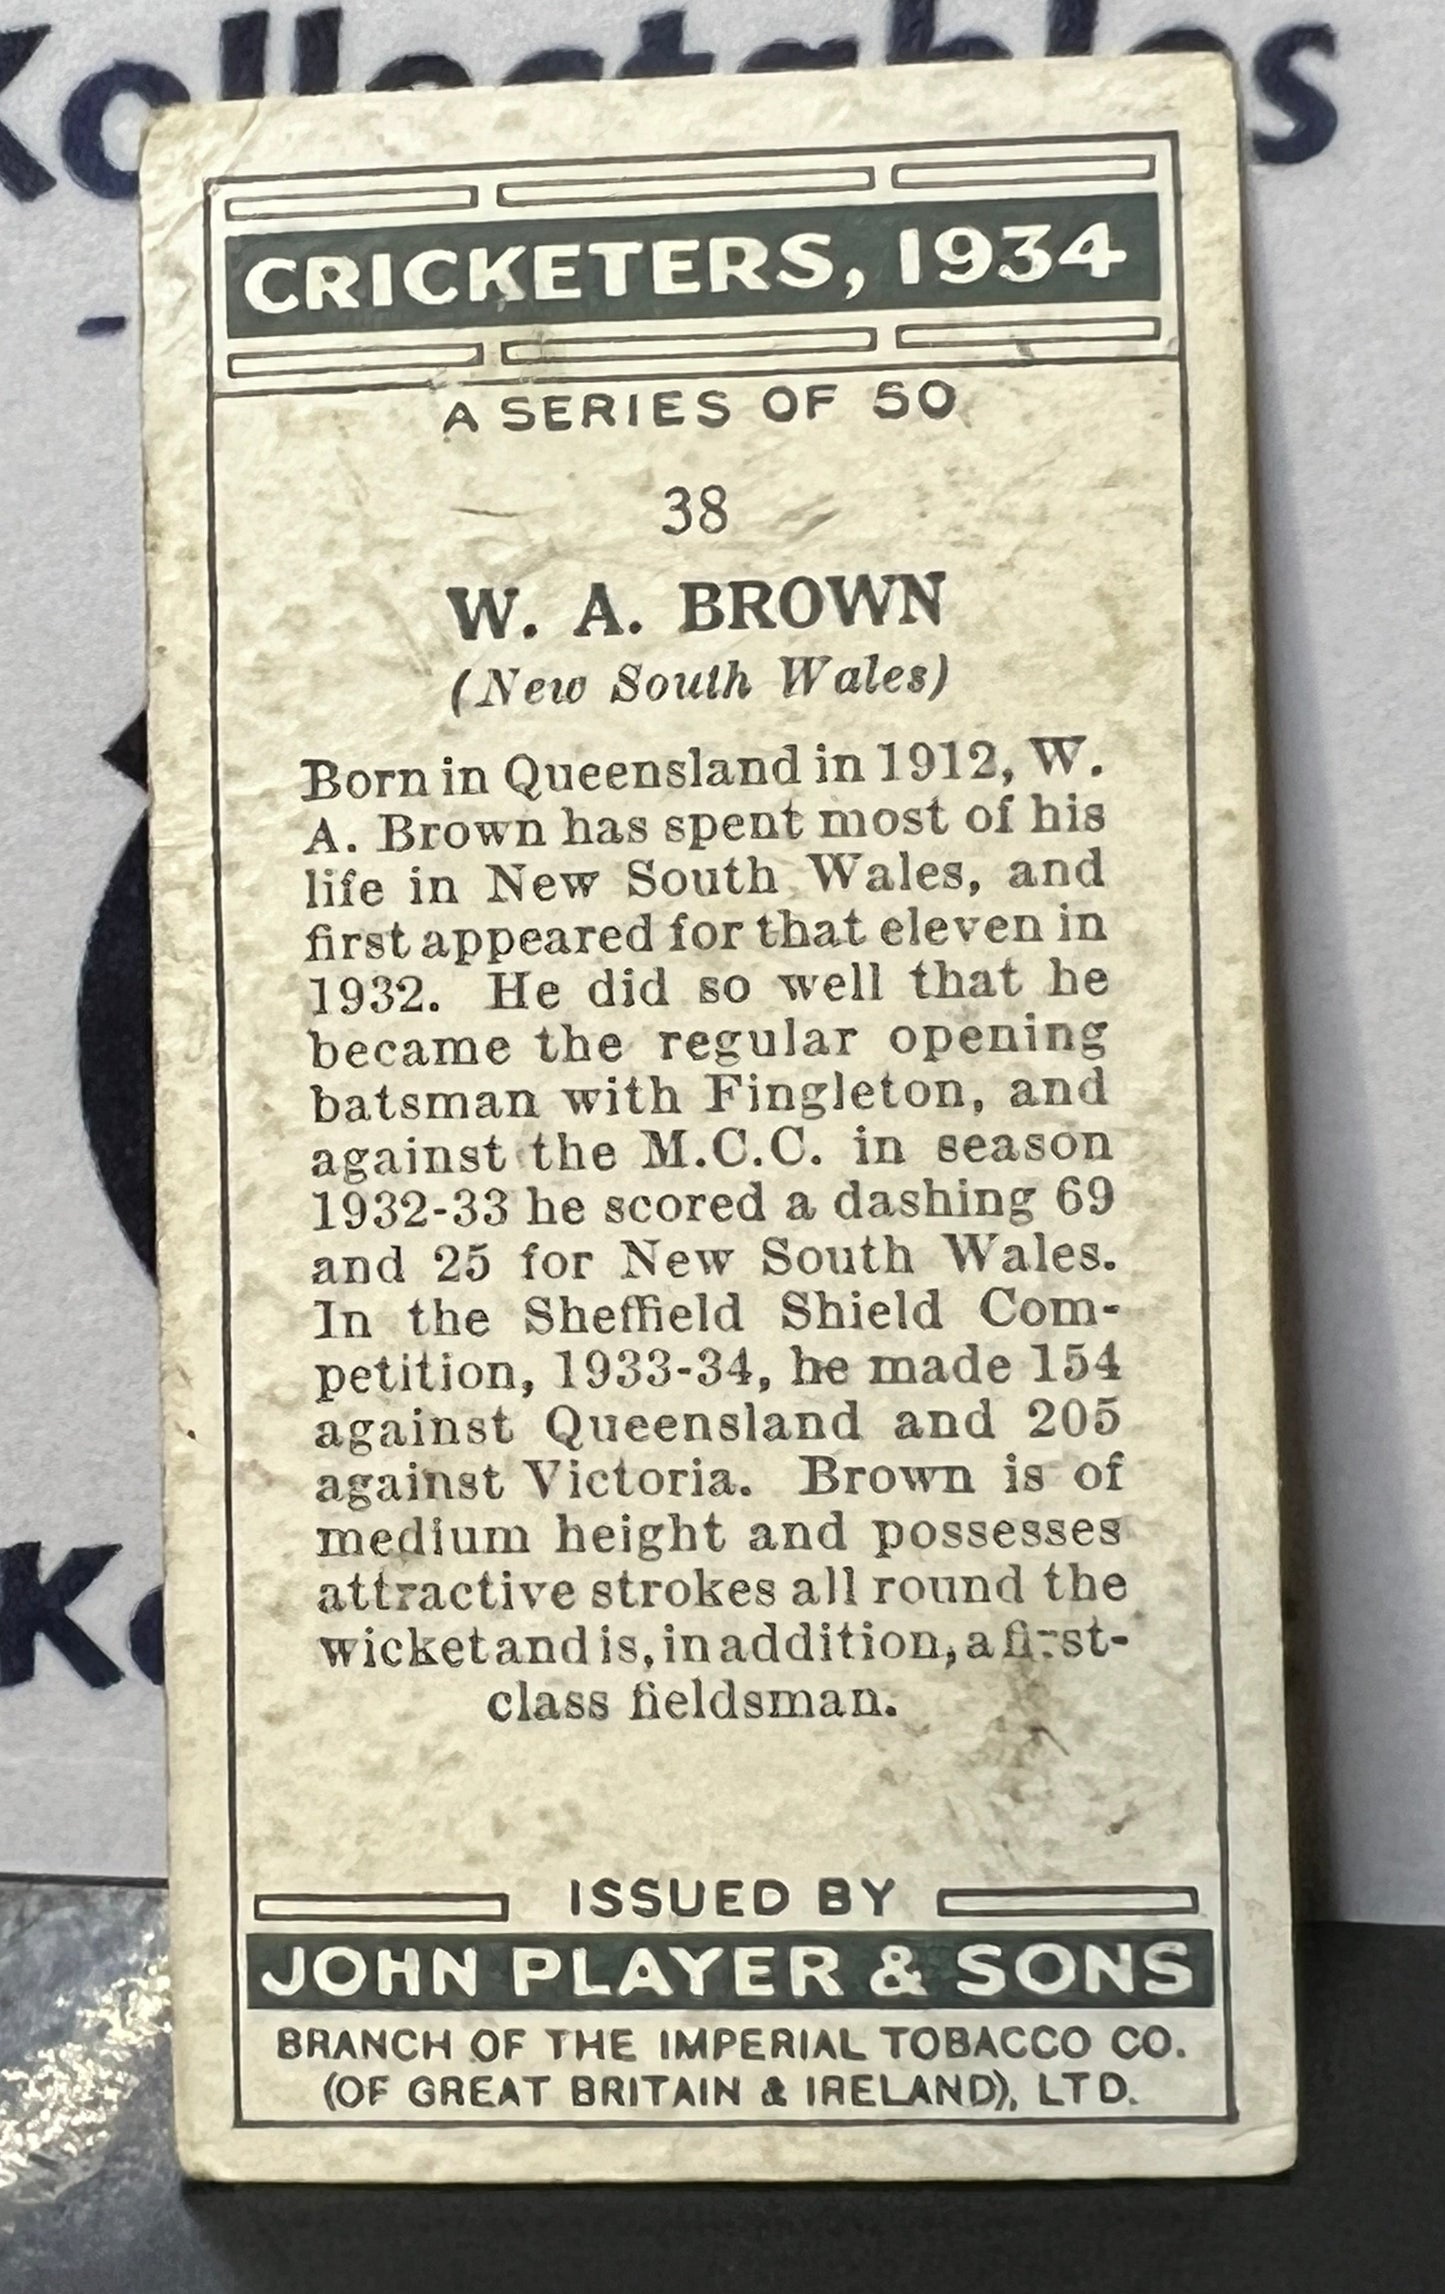 Kollectables
CRICKETERS, 1934
A SERIES OF 50
38
W. A. BROWN
(New South Wales)
Born in Queensland in 1912, W.
A. Brown has spent most of his
life in New South Wales, and
first appeared for that eleven in
1932. He did so well that he
became the regular opening
batsman with Fingleton, and
against the M.C.C. in season
1932-33 he scored a dashing 69
and 25 for New South Wales.
In the Sheffield Shield Com-
petition, 1933-34, he made 154
against Queensland and 205
against Victoria. Brown is of
medium height and possesses
attractive strokes all round the
wicket and is, in addition, a first-
class fieldsman.
ISSUED BY
JOHN PLAYER & SONS
BRANCH OF THE IMPERIAL TOBACCO CO.
(OF GREAT BRITAIN & IRELAND), LTD.